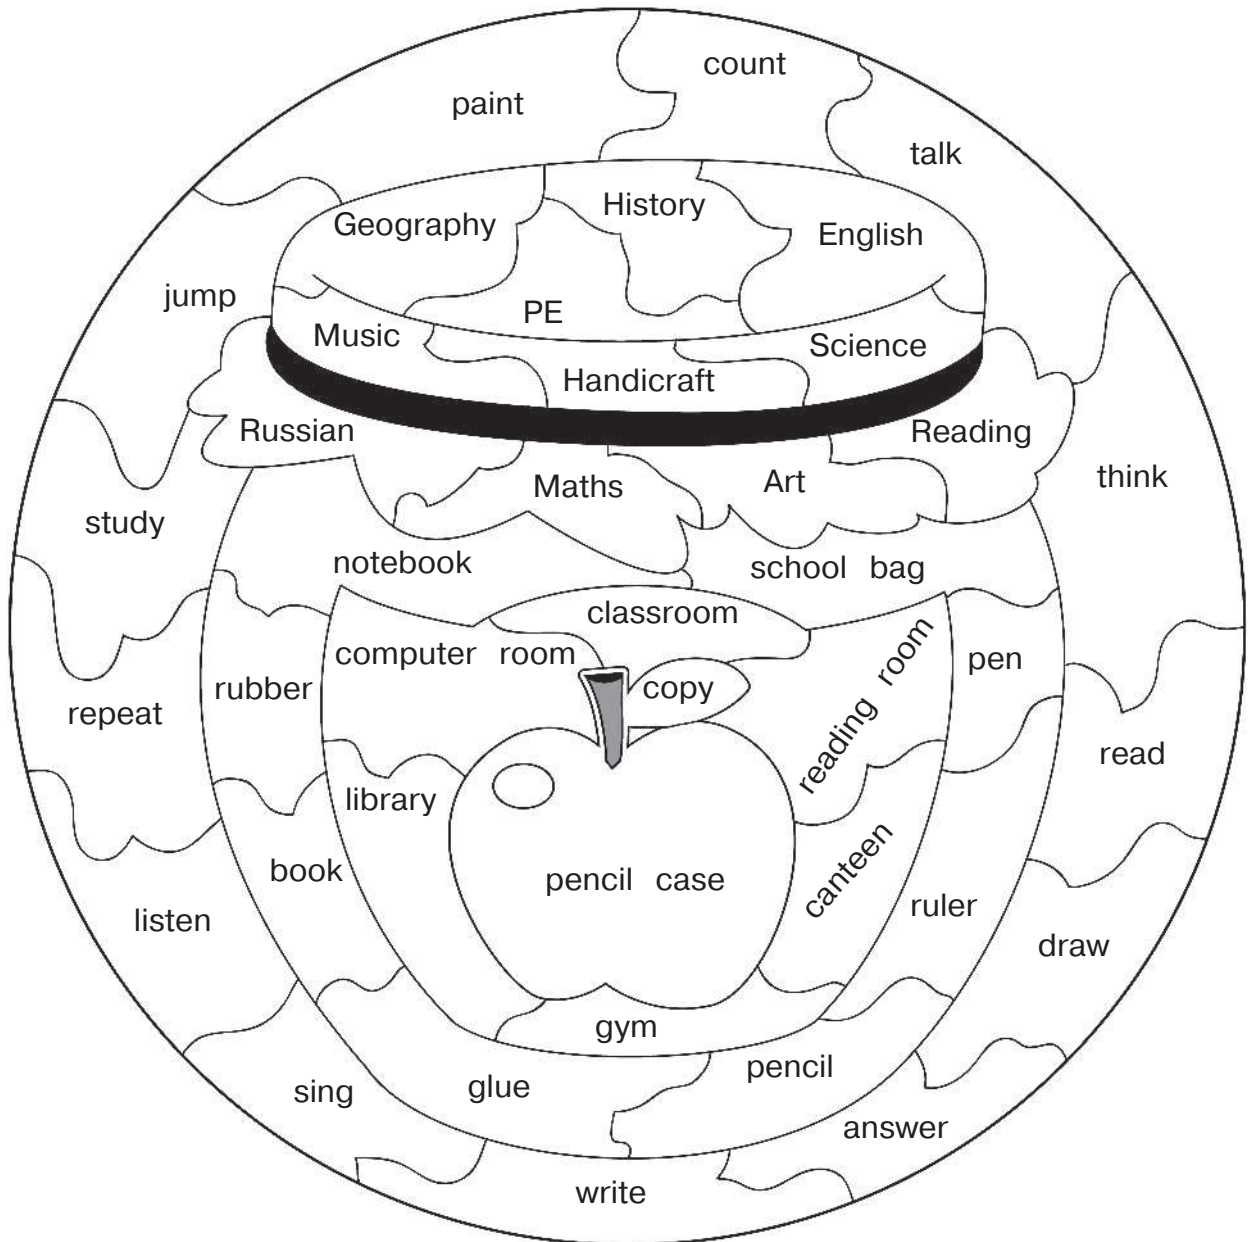 count
paint
talk
History
Geography
English
jump
PE
Music
Science
Handicraft
Russian
Reading
Maths
Art
think
study
notebook
school bag
classroom
computer room
reading room
pen
rubber
copy
repeat
read
library
canteen
book
pencil case
ruler
listen
draw
gym
pencil
sing
glue
answer
write